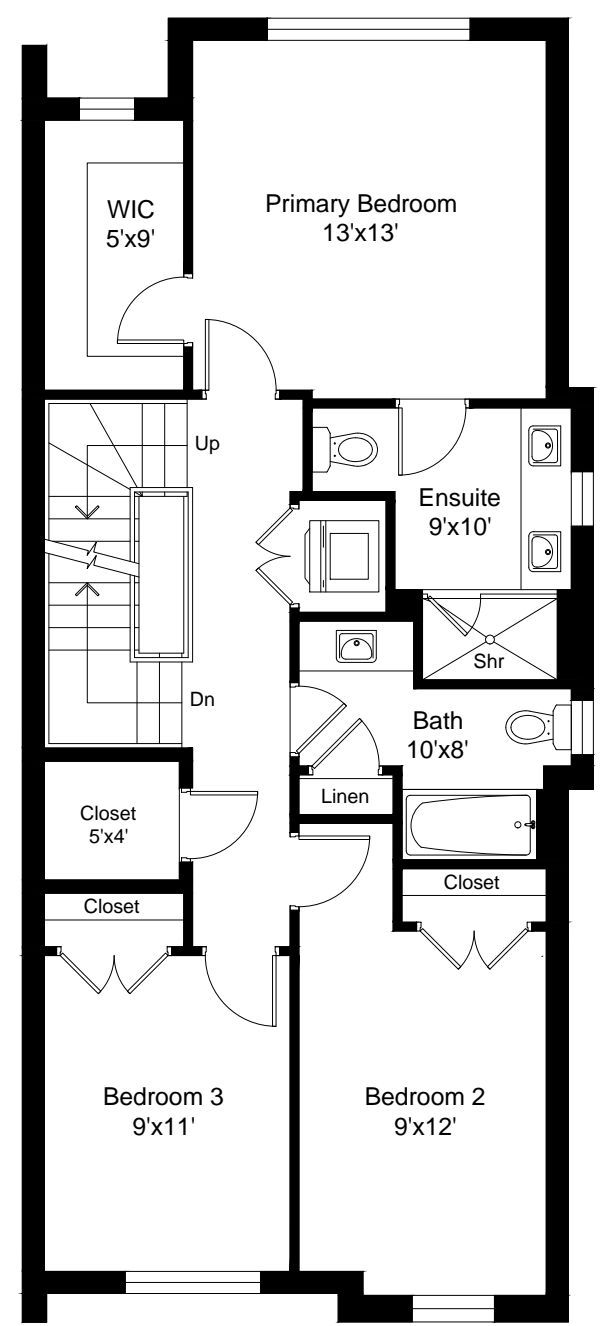 WIC
5'x9'
Primary Bedroom
13'x13'
Up
Ensuite
9'x10'
Shr
Dn
Bath
10'x8'
Linen
Closet
5'x4'
Closet
Closet
Bedroom 3
9'x11'
Bedroom 2
9'x12'